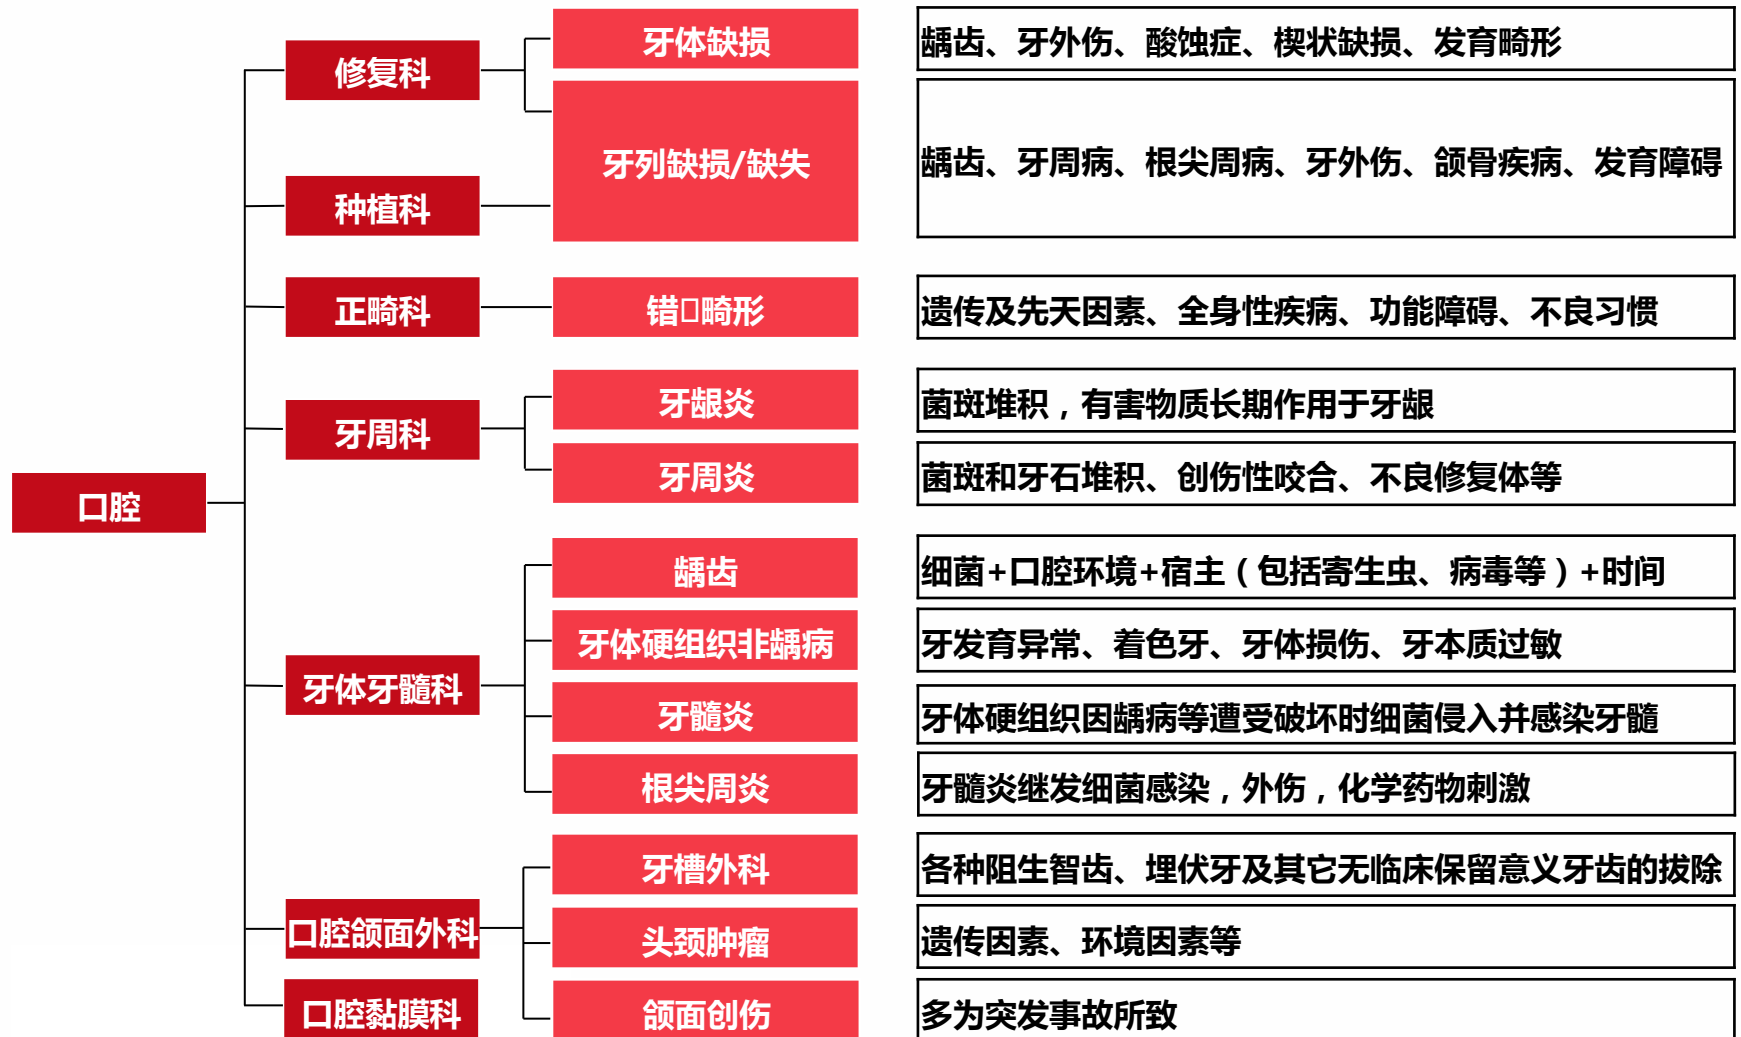 牙体缺损
龋齿、牙外伤、酸蚀症、楔状缺损、发育畸形
修复科
牙列缺损/缺失
龋齿、牙周病、根尖周病、牙外伤、颌骨疾病、发育障碍
种植科
正畸科
错▯畸形
遗传及先天因素、全身性疾病、功能障碍、不良习惯
牙龈炎
菌斑堆积，有害物质长期作用于牙龈
牙周科
牙周炎
菌斑和牙石堆积、创伤性咬合、不良修复体等
口腔
龋齿
细菌+口腔环境+宿主（包括寄生虫、病毒等）+时间
牙体硬组织非龋病
牙发育异常、着色牙、牙体损伤、牙本质过敏
牙体牙髓科
牙髓炎
牙体硬组织因龋病等遭受破坏时细菌侵入并感染牙髓
根尖周炎
牙髓炎继发细菌感染，外伤，化学药物刺激
牙槽外科
各种阻生智齿、埋伏牙及其它无临床保留意义牙齿的拔除
口腔颌面外科
头颈肿瘤
遗传因素、环境因素等
口腔黏膜科
颌面创伤
多为突发事故所致